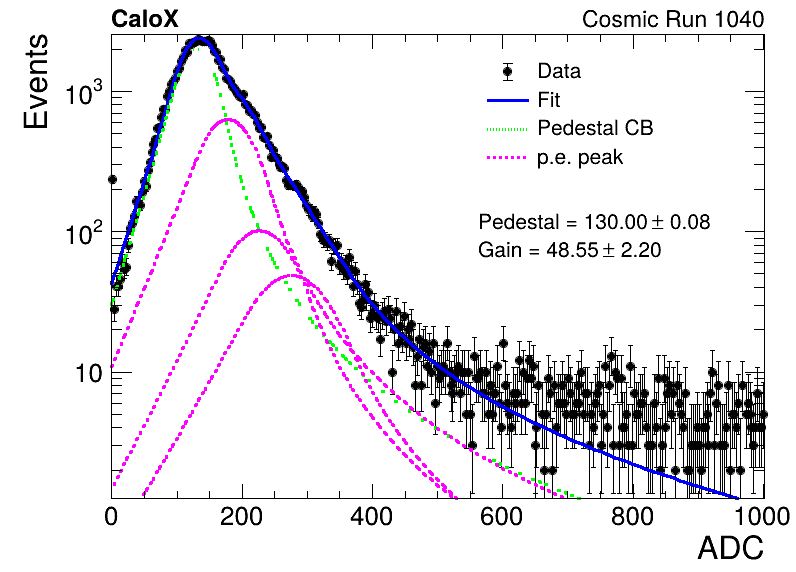 CaloX Cosmic Run 1040
Events
10³
10²
10
Data
Fit
Pedestal CB
p.e. peak
Pedestal = 130.00 ± 0.08
Gain = 48.55 ± 2.20
0 200 400 600 800 1000
ADC